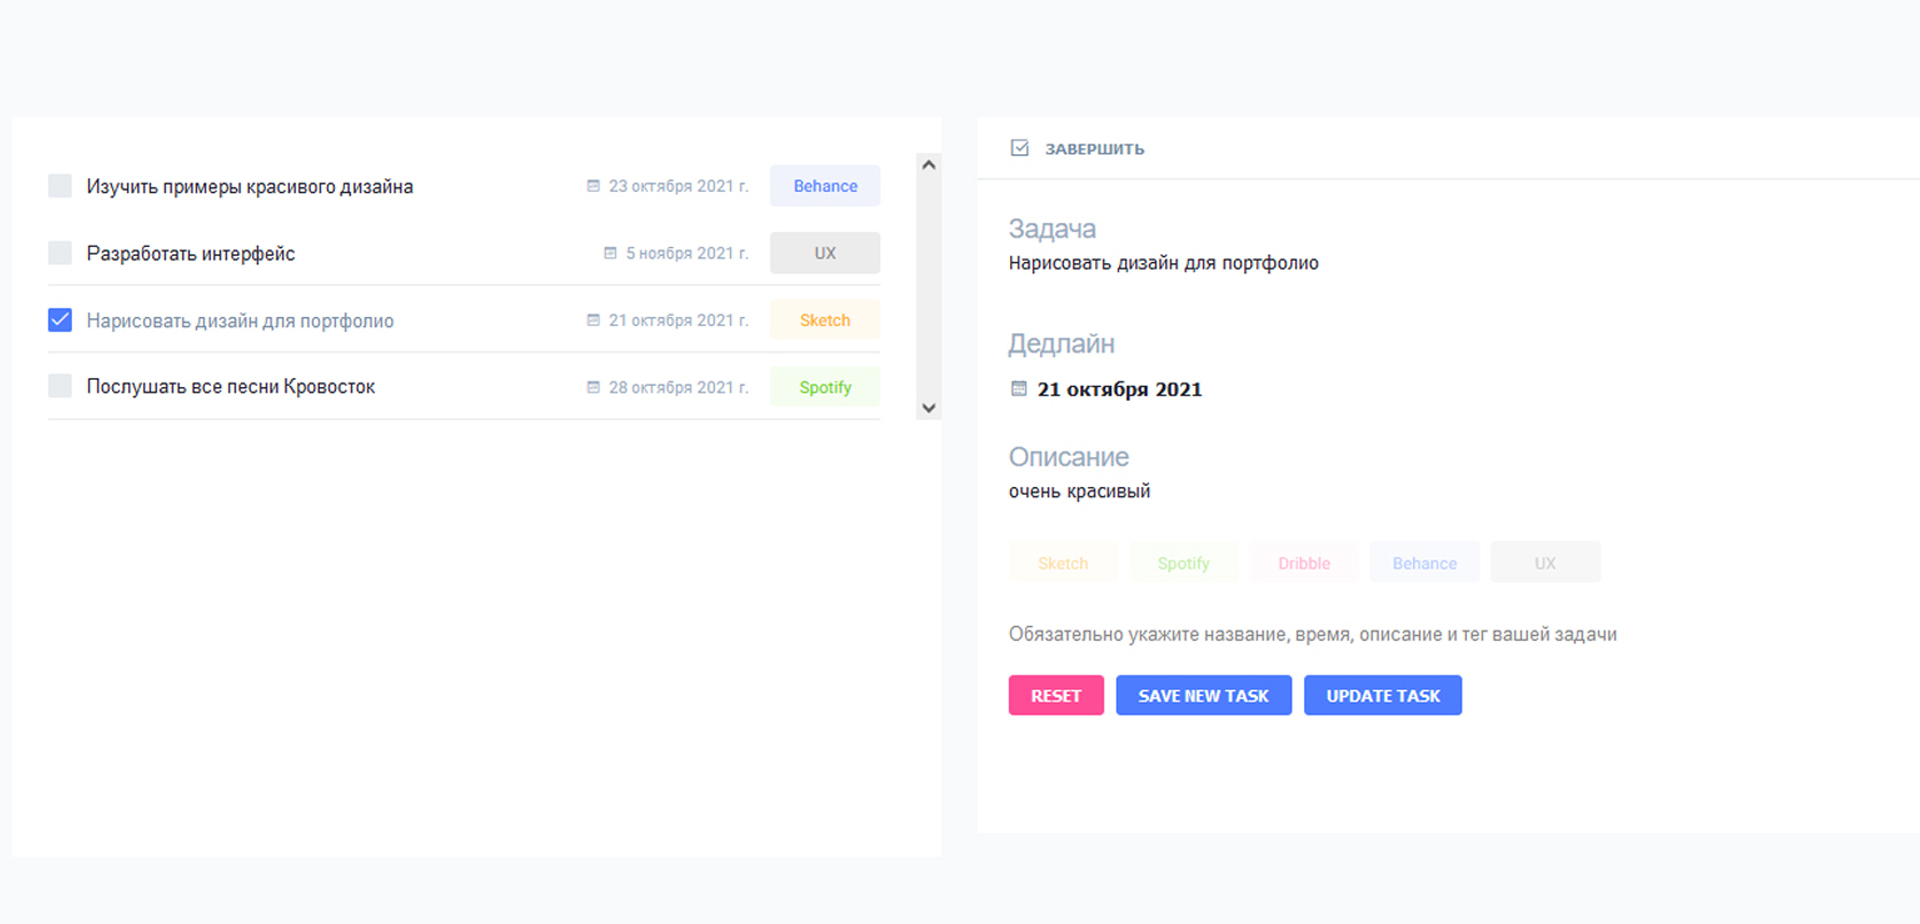 Изучить примеры красивого дизайна 23 октября 2021 г. Behance
Разработать интерфейс 5 ноября 2021 г. UX
Нарисовать дизайн для портфолио 21 октября 2021 г. Sketch
Послушать все песни Кровосток 28 октября 2021 г. Spotify
ЗАВЕРШИТЬ
Задача
Нарисовать дизайн для портфолио
Дедлайн
21 октября 2021
Описание
очень красивый
Sketch Spotify Dribble Behance UX
Обязательно укажите название, время, описание и тег вашей задачи
RESET SAVE NEW TASK UPDATE TASK